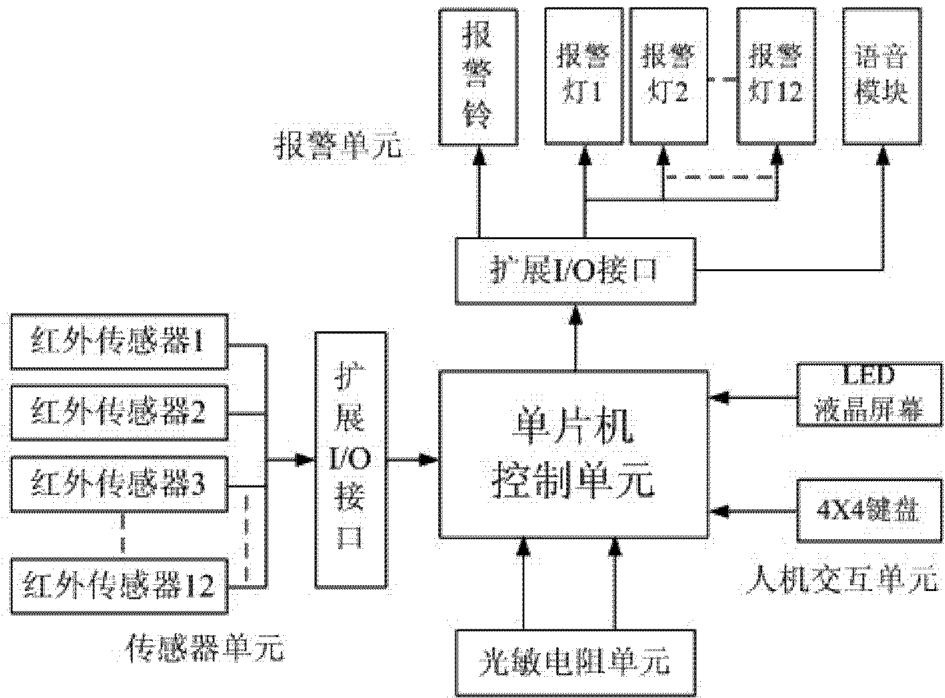 报
警
铃
报警
灯1
报警
灯2
报警
灯12
语音
模块
报警单元
扩展I/O接口
红外传感器1
红外传感器2
红外传感器3
红外传感器12
传感器单元
扩
展
I/O
接
口
单片机
控制单元
LED
液晶屏幕
4X4键盘
人机交互单元
光敏电阻单元